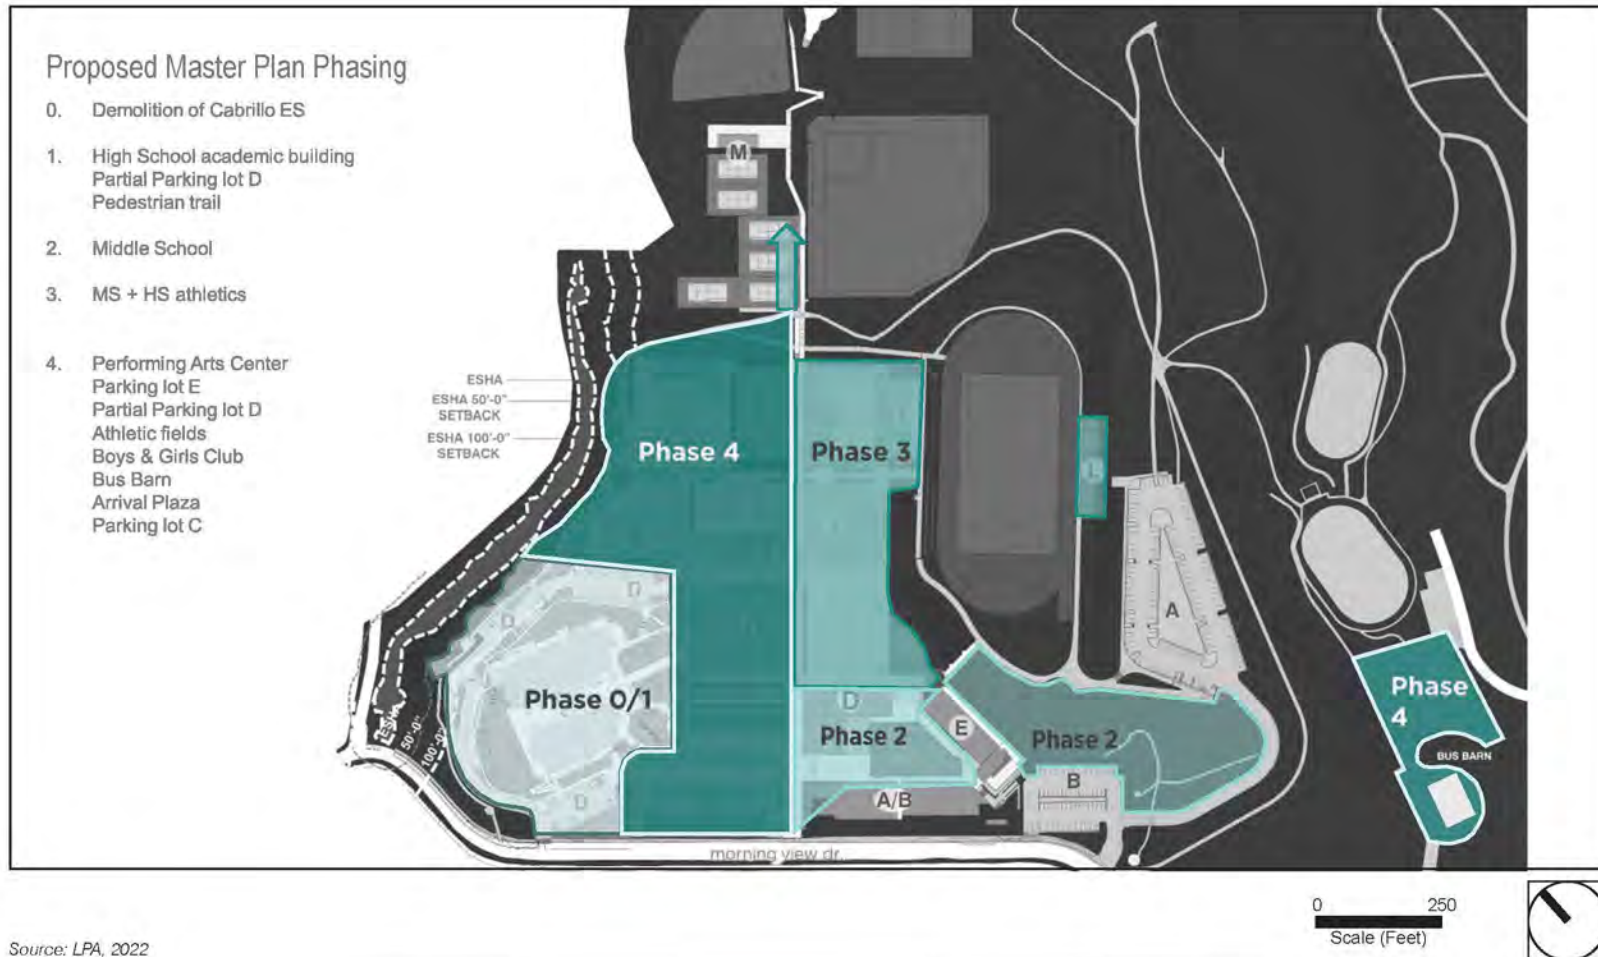 Proposed Master Plan Phasing
0. Demolition of Cabrillo ES
1. High School academic building
Partial Parking lot D
Pedestrian trail
2. Middle School
3. MS + HS athletics
4. Performing Arts Center
Parking lot E
Partial Parking lot D
Athletic fields
Boys & Girls Club
Bus Barn
Arrival Plaza
Parking lot C
M
ESHA
ESHA 50'-0"
SETBACK
ESHA 100'-0"
SETBACK
Phase 4
Phase 3
L
A
D
D
Phase 0/1
D
ESHA
50'-0"
100'-0"
D
Phase 2
E
Phase 2
A/B
B
Phase
4
BUS BARN
morning view dr.
0 250
Scale (Feet)
Source: LPA, 2022